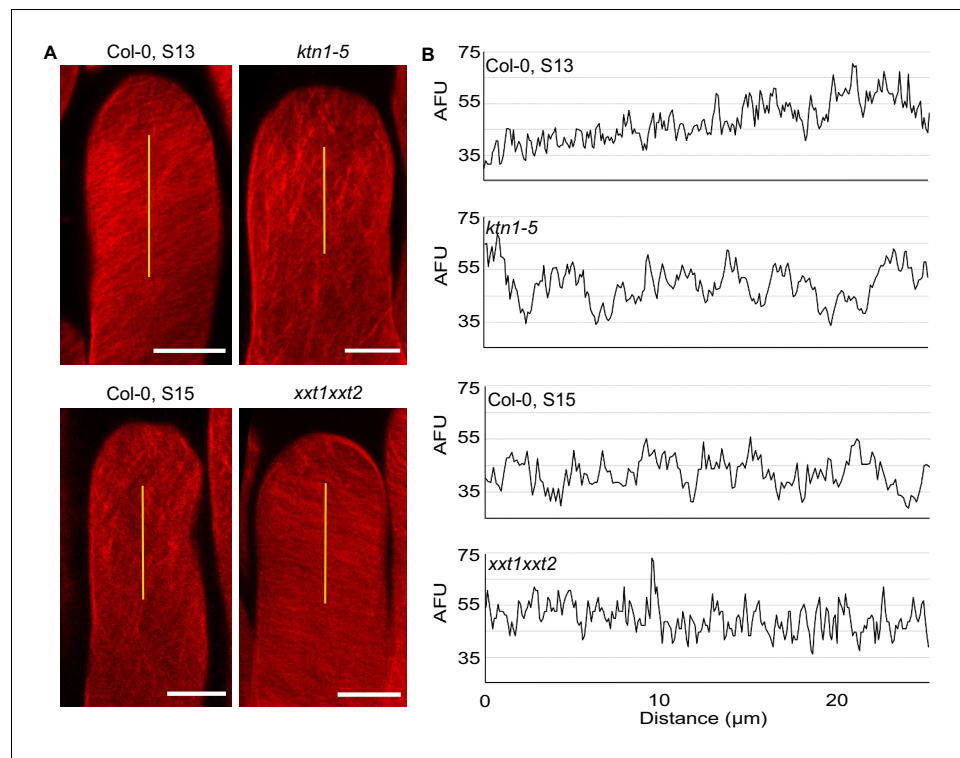 A
Col-0, S13
ktn1-5
Col-0, S15
xxt1xxt2
B
75
55
35
AFU
Col-0, S13
75
55
35
AFU
ktn1-5
75
55
35
AFU
Col-0, S15
75
55
35
AFU
xxt1xxt2
0
10
20
Distance (µm)